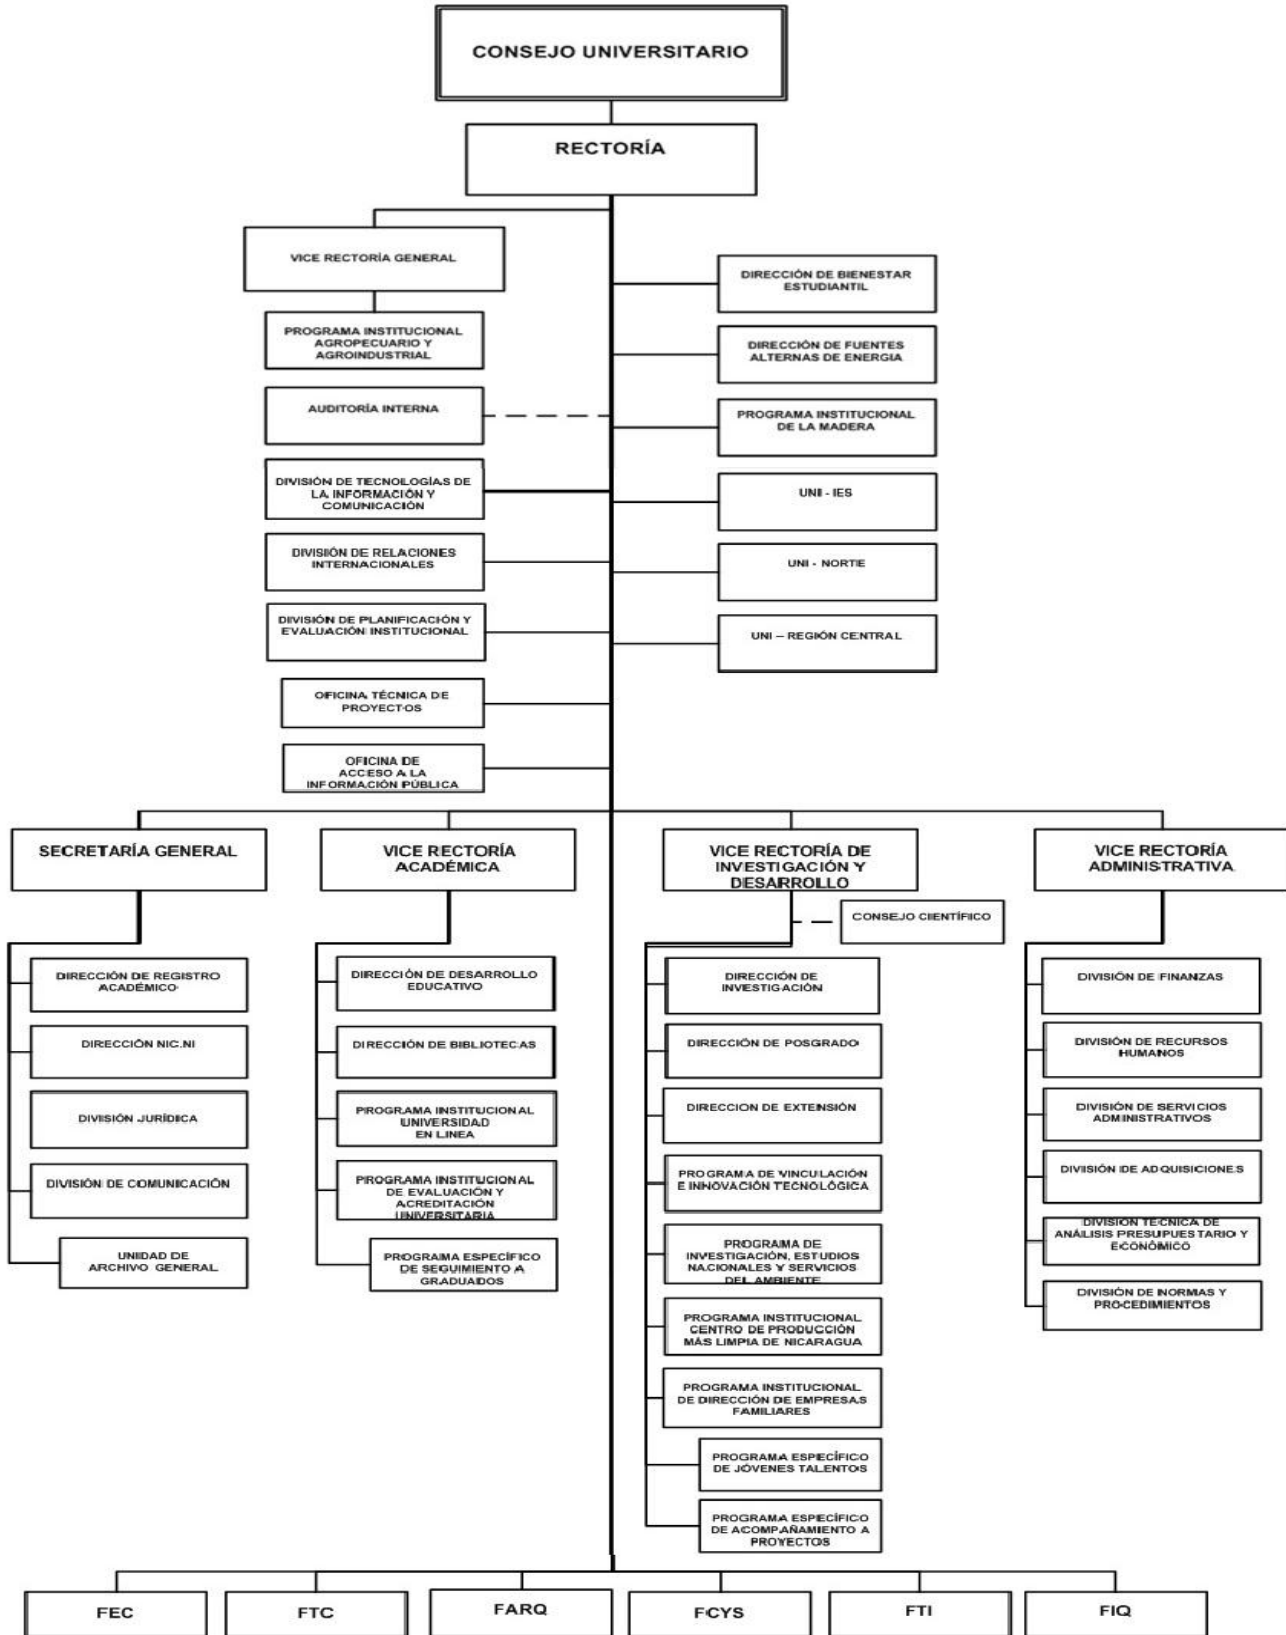 CONSEJO UNIVERSITARIO
RECTORÍA
VICE RECTORÍA GENERAL
PROGRAMA INSTITUCIONAL
AGROPECUARIO Y
AGROINDUSTRIAL
AUDITORÍA INTERNA
DIVISIÓN DE TECNOLOGÍAS DE
LA INFORMACIÓN Y
COMUNICACIÓN
DIVISIÓN DE RELACIONES
INTERNACIONALES
DIVISIÓN DE PLANIFICACIÓN Y
EVALUACIÓN INSTITUCIONAL
OFICINA TÉCNICA DE
PROYECTOS
OFICINA DE
ACCESO A LA
INFORMACIÓN PÚBLICA
DIRECCIÓN DE BIENESTAR
ESTUDIANTIL
DIRECCIÓN DE FUENTES
ALTERNAS DE ENERGIA
PROGRAMA INSTITUCIONAL
DE LA MADERA
UNI - IES
UNI - NORTE
UNI – REGIÓN CENTRAL
SECRETARÍA GENERAL
DIRECCIÓN DE REGISTRO
ACADÉMICO
DIRECCIÓN NIC.NI
DIVISIÓN JURÍDICA
DIVISIÓN DE COMUNICACIÓN
UNIDAD DE
ARCHIVO GENERAL
VICE RECTORÍA
ACADÉMICA
DIRECCIÓN DE DESARROLLO
EDUCATIVO
DIRECCIÓN DE BIBLIOTECAS
PROGRAMA INSTITUCIONAL
UNIVERSIDAD
EN LINEA
PROGRAMA INSTITUCIONAL
DE EVALUACIÓN Y
ACREDITACIÓN
UNIVERSITARIA
PROGRAMA ESPECÍFICO
DE SEGUIMIENTO A
GRADUADOS
VICE RECTORÍA DE
INVESTIGACIÓN Y
DESARROLLO
CONSEJO CIENTÍFICO
DIRECCIÓN DE
INVESTIGACIÓN
DIRECCIÓN DE POSGRADO
DIRECCION DE EXTENSIÓN
PROGRAMA DE VINCULACIÓN
E INNOVACIÓN TECNOLÓGICA
PROGRAMA DE
INVESTIGACIÓN, ESTUDIOS
NACIONALES Y SERVICIOS
DEL AMBIENTE
PROGRAMA INSTITUCIONAL
CENTRO DE PRODUCCIÓN
MÁS LIMPIA DE NICARAGUA
PROGRAMA INSTITUCIONAL
DE DIRECCIÓN DE EMPRESAS
FAMILIARES
PROGRAMA ESPECÍFICO
DE JÓVENES TALENTOS
PROGRAMA ESPECÍFICO
DE ACOMPAÑAMIENTO A
PROYECTOS
VICE RECTORÍA
ADMINISTRATIVA
DIVISIÓN DE FINANZAS
DIVISIÓN DE RECURSOS
HUMANOS
DIVISIÓN DE SERVICIOS
ADMINISTRATIVOS
DIVISIÓN DE ADQUISICIONES
DIVISIÓN TÉCNICA DE
ANÁLISIS PRESUPUESTARIO Y
ECONÓMICO
DIVISIÓN DE NORMAS Y
PROCEDIMIENTOS
FEC
FTC
FARQ
FCYS
FTI
FIQ